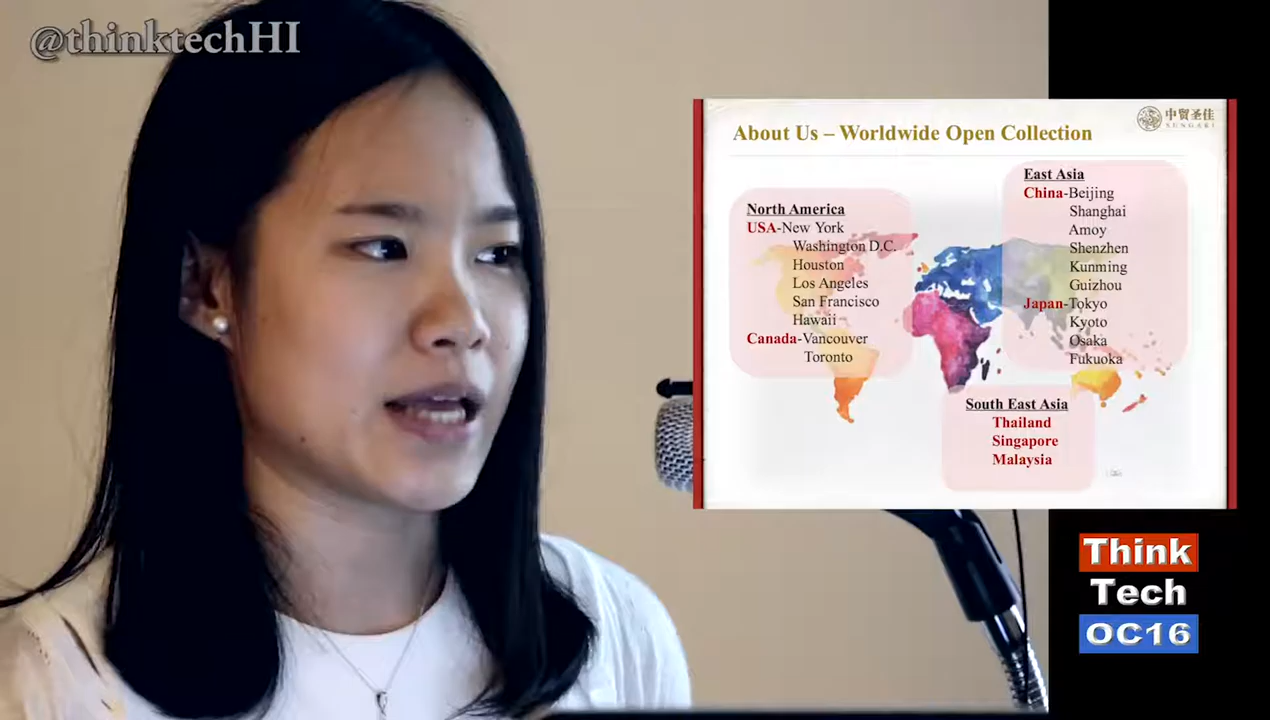 @thinktechHI
中贸圣佳
SUNGARI
About Us – Worldwide Open Collection
North America
USA-New York
Washington D.C.
Houston
Los Angeles
San Francisco
Hawaii
Canada-Vancouver
Toronto
East Asia
China-Beijing
Shanghai
Amoy
Shenzhen
Kunming
Guizhou
Japan-Tokyo
Kyoto
Osaka
Fukuoka
South East Asia
Thailand
Singapore
Malaysia
Think
Tech
OC16